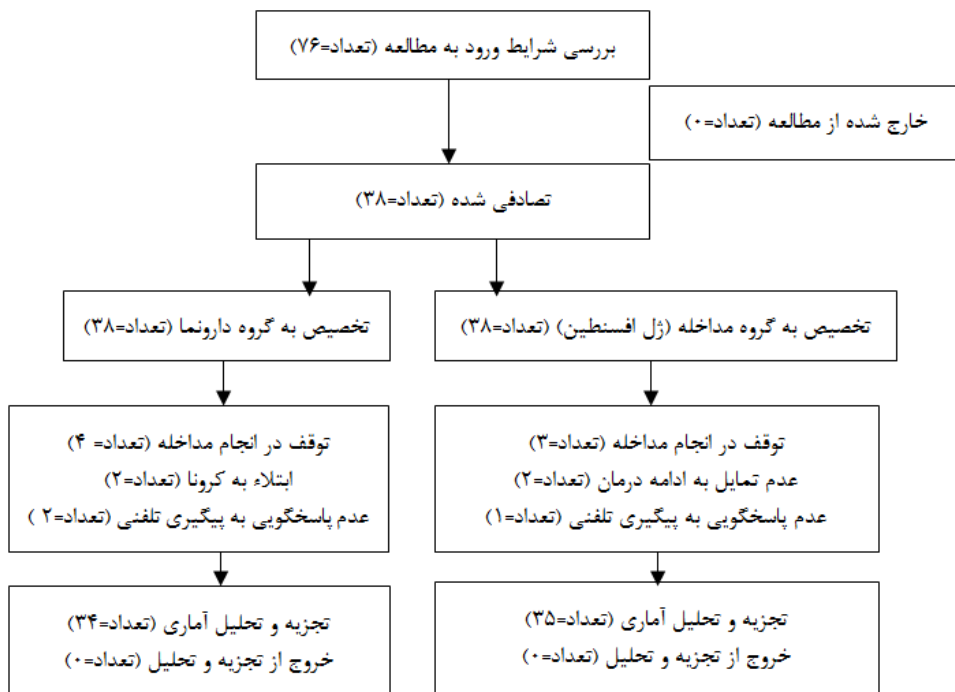 بررسی شرایط ورود به مطالعه (تعداد=۷۶)
خارج شده از مطالعه (تعداد=۰)
تصادفی شده (تعداد=۳۸)
تخصیص به گروه مداخله (ژل افسنطین) (تعداد=۳۸)
تخصیص به گروه دارونما (تعداد=۳۸)
توقف در انجام مداخله (تعداد=۳)
عدم تمایل به ادامه درمان (تعداد=۲)
عدم پاسخگویی به پیگیری تلفنی (تعداد=۱)
توقف در انجام مداخله (تعداد= ۴)
ابتلاء به کرونا (تعداد=۲)
عدم پاسخگویی به پیگیری تلفنی (تعداد=۲ )
تجزیه و تحلیل آماری (تعداد=۳۵)
خروج از تجزیه و تحلیل (تعداد=۰)
تجزیه و تحلیل آماری (تعداد=۳۴)
خروج از تجزیه و تحلیل (تعداد=۰)